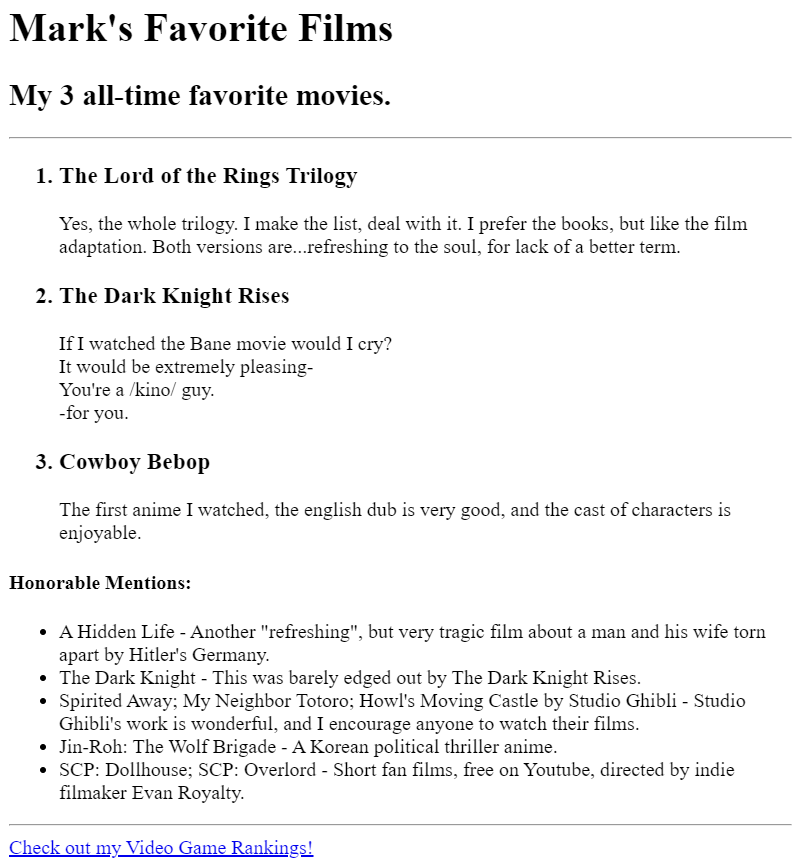 Mark's Favorite Films
My 3 all-time favorite movies.
1. The Lord of the Rings Trilogy
Yes, the whole trilogy. I make the list, deal with it. I prefer the books, but like the film
adaptation. Both versions are...refreshing to the soul, for lack of a better term.
2. The Dark Knight Rises
If I watched the Bane movie would I cry?
It would be extremely pleasing-
You're a /kino/ guy.
-for you.
3. Cowboy Bebop
The first anime I watched, the english dub is very good, and the cast of characters is
enjoyable.
Honorable Mentions:
• A Hidden Life - Another "refreshing", but very tragic film about a man and his wife torn
apart by Hitler's Germany.
• The Dark Knight - This was barely edged out by The Dark Knight Rises.
• Spirited Away; My Neighbor Totoro; Howl's Moving Castle by Studio Ghibli - Studio
Ghibli's work is wonderful, and I encourage anyone to watch their films.
• Jin-Roh: The Wolf Brigade - A Korean political thriller anime.
• SCP: Dollhouse; SCP: Overlord - Short fan films, free on Youtube, directed by indie
filmaker Evan Royalty.
Check out my Video Game Rankings!